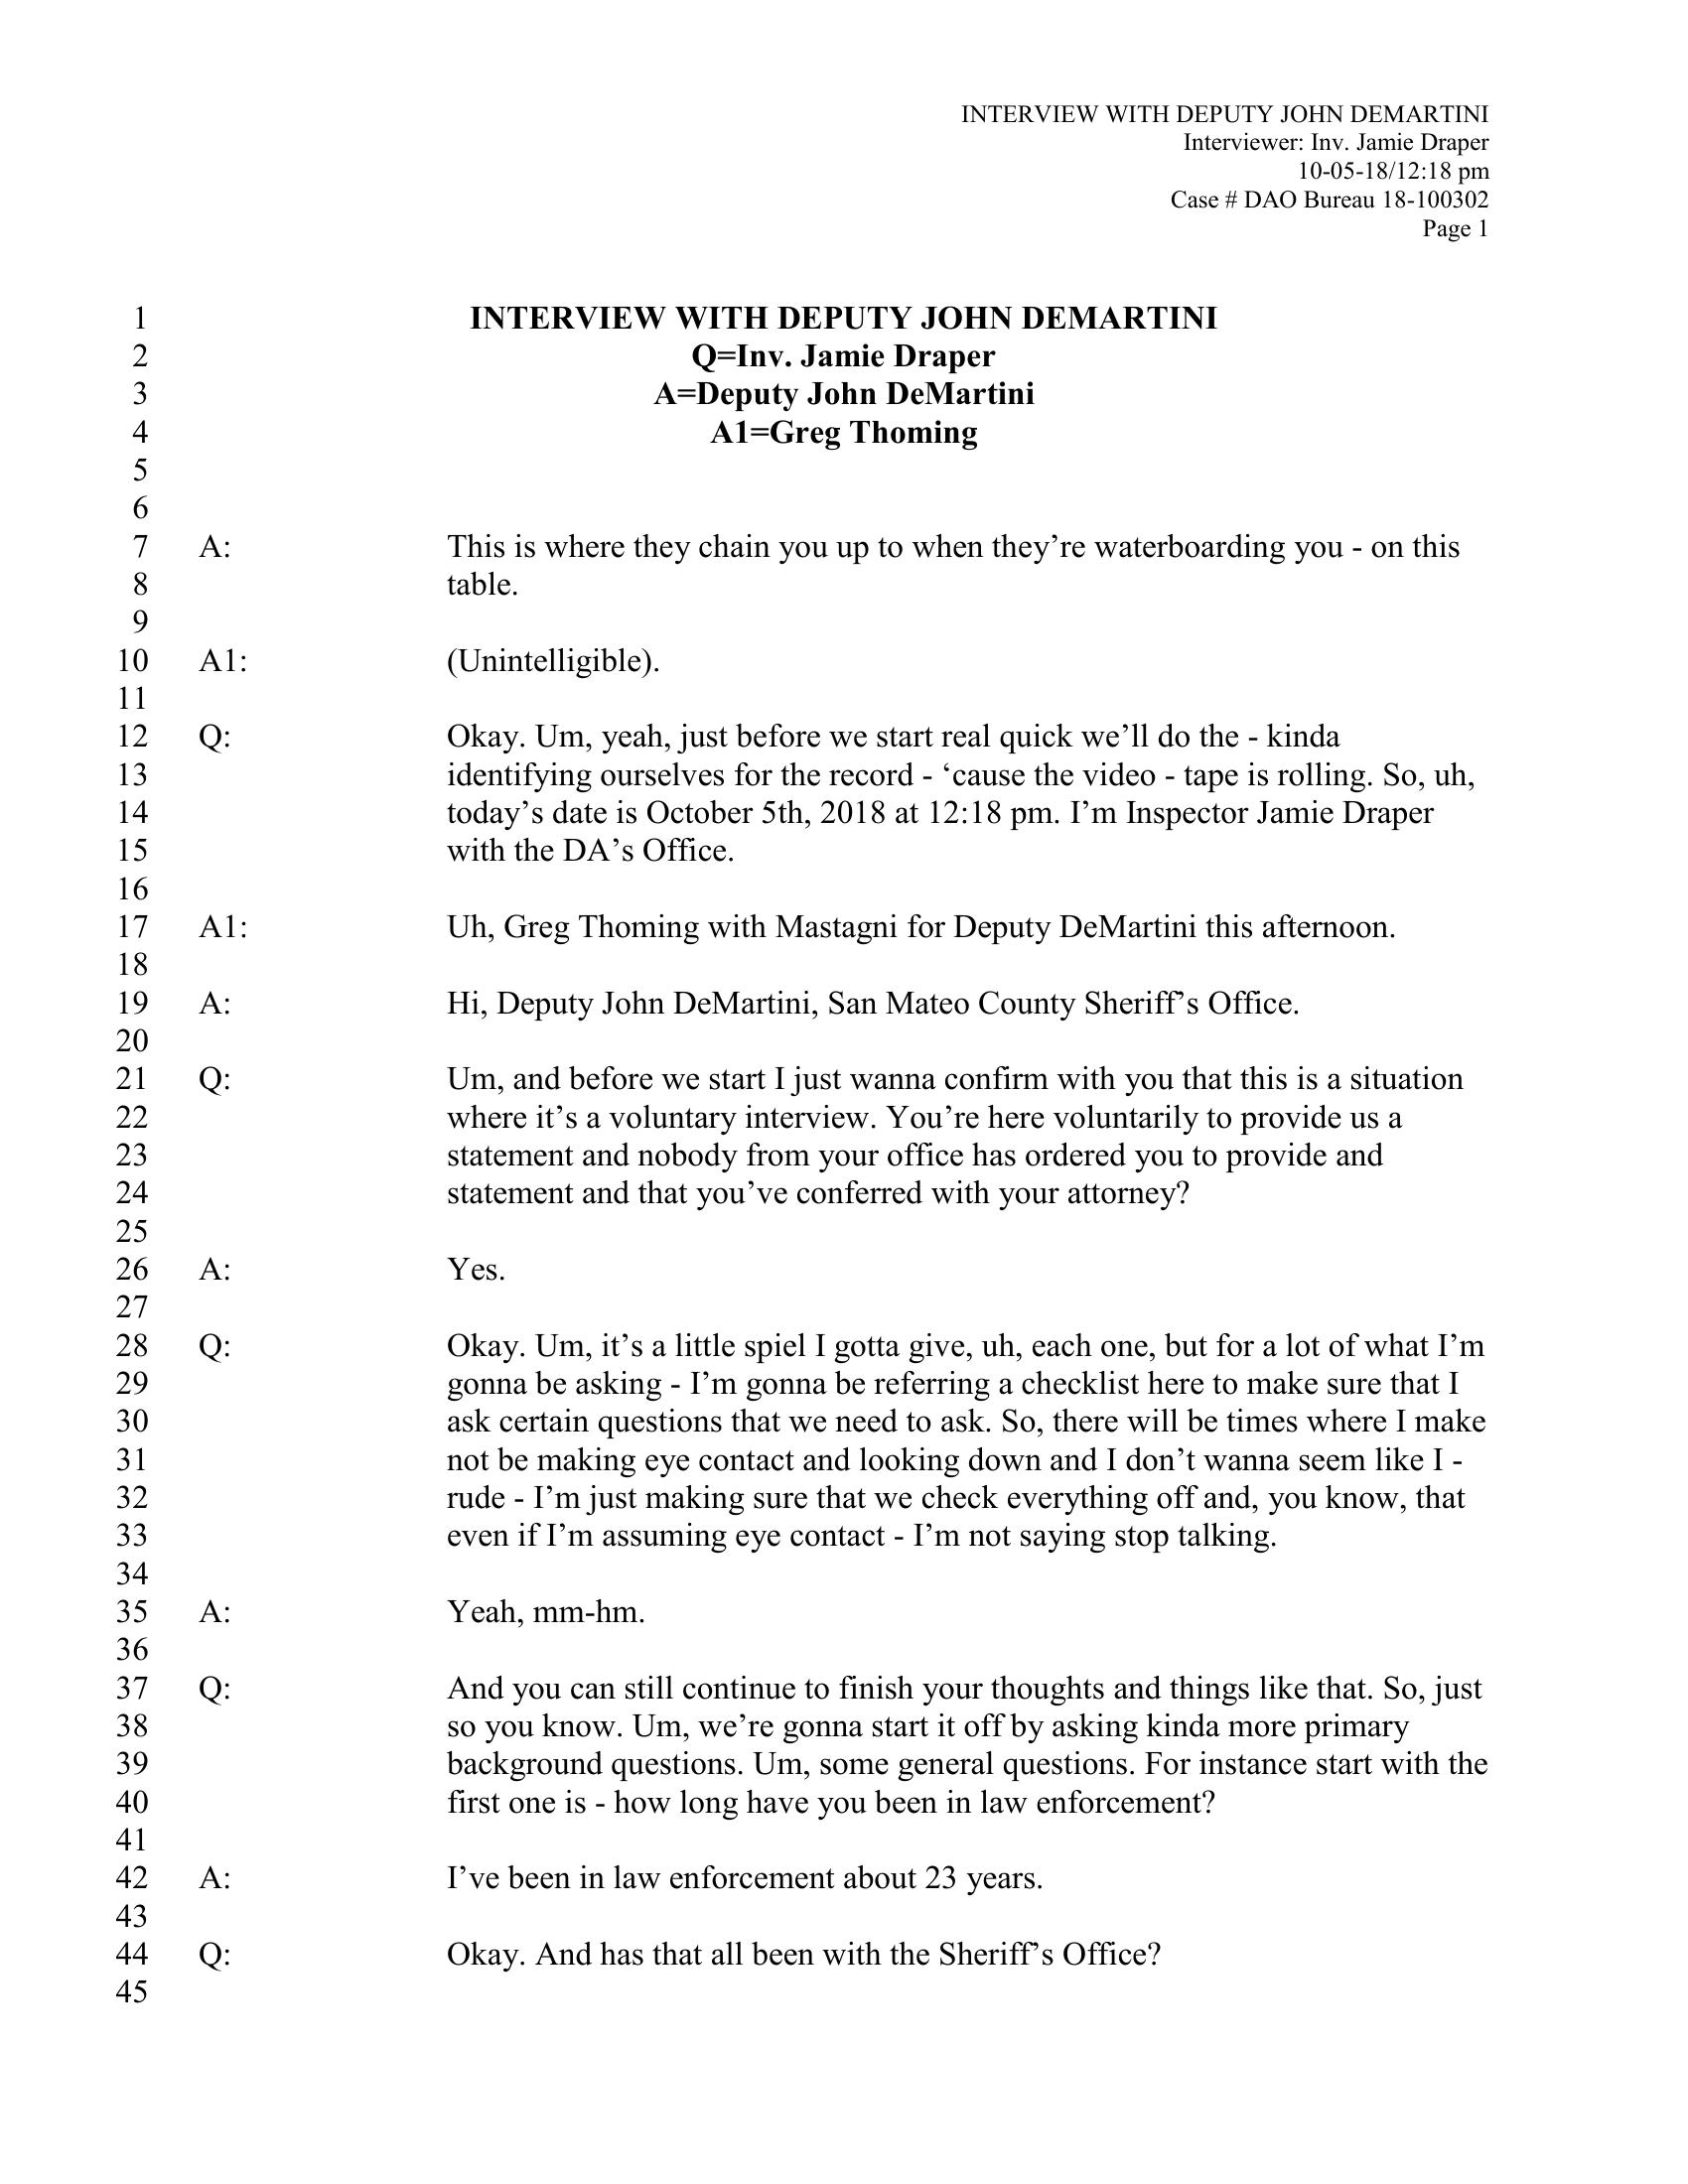 INTERVIEW WITH DEPUTY JOHN DEMARTINI
Interviewer: Inv. Jamie Draper
10-05-18/12:18 pm
Case # DAO Bureau 18-100302
Page 1
1 INTERVIEW WITH DEPUTY JOHN DEMARTINI
2 Q=Inv. Jamie Draper
3 A=Deputy John DeMartini
4 A1=Greg Thoming
5
6
7 A: This is where they chain you up to when they’re waterboarding you - on this
8 table.
9
10 A1: (Unintelligible).
11
12 Q: Okay. Um, yeah, just before we start real quick we’ll do the - kinda
13 identifying ourselves for the record - ‘cause the video - tape is rolling. So, uh,
14 today’s date is October 5th, 2018 at 12:18 pm. I’m Inspector Jamie Draper
15 with the DA’s Office.
16
17 A1: Uh, Greg Thoming with Mastagni for Deputy DeMartini this afternoon.
18
19 A: Hi, Deputy John DeMartini, San Mateo County Sheriff’s Office.
20
21 Q: Um, and before we start I just wanna confirm with you that this is a situation
22 where it’s a voluntary interview. You’re here voluntarily to provide us a
23 statement and nobody from your office has ordered you to provide and
24 statement and that you’ve conferred with your attorney?
25
26 A: Yes.
27
28 Q: Okay. Um, it’s a little spiel I gotta give, uh, each one, but for a lot of what I’m
29 gonna be asking - I’m gonna be referring a checklist here to make sure that I
30 ask certain questions that we need to ask. So, there will be times where I make
31 not be making eye contact and looking down and I don’t wanna seem like I -
32 rude - I’m just making sure that we check everything off and, you know, that
33 even if I’m assuming eye contact - I’m not saying stop talking.
34
35 A: Yeah, mm-hm.
36
37 Q: And you can still continue to finish your thoughts and things like that. So, just
38 so you know. Um, we’re gonna start it off by asking kinda more primary
39 background questions. Um, some general questions. For instance start with the
40 first one is - how long have you been in law enforcement?
41
42 A: I’ve been in law enforcement about 23 years.
43
44 Q: Okay. And has that all been with the Sheriff’s Office?
45